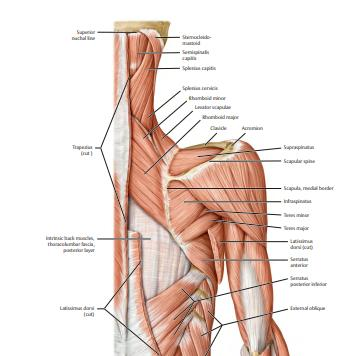 Superior
nuchal line
Sternocleido-
mastoid
Semispinalis
capitis
Splenius capitis
Splenius cervicis
Rhomboid minor
Levator scapulae
Rhomboid major
Clavicle
Acromion
Trapezius
(cut )
Supraspinatus
Scapular spine
Scapula, medial border
Infraspinatus
Teres minor
Teres major
Latissimus
dorsi (cut)
Intrinsic back muscles,
thoracolumbar fascia,
posterior layer
Serratus
anterior
Serratus
posterior inferior
Latissimus dorsi
(cut)
External oblique